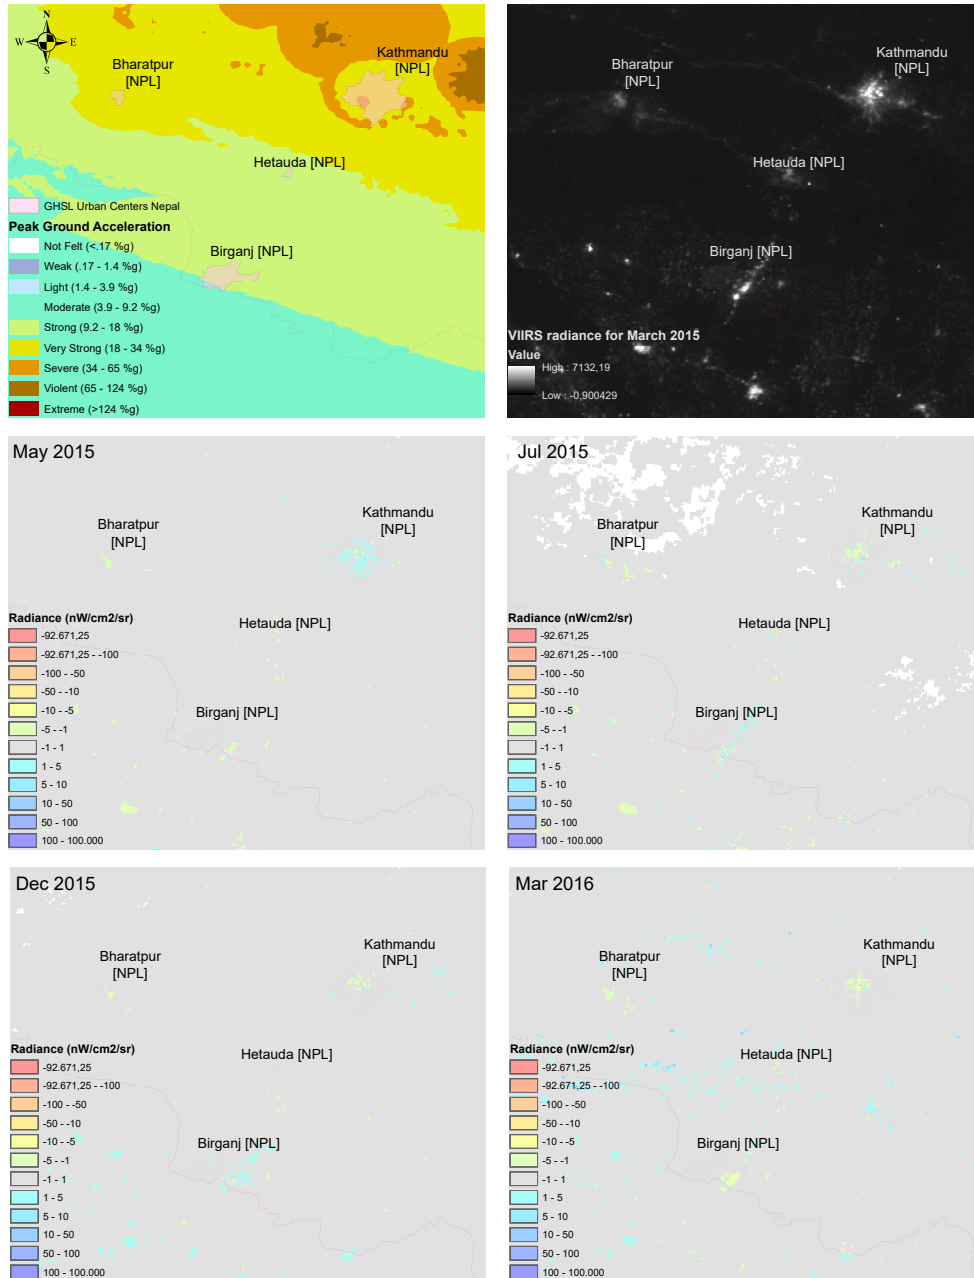 N
W
E
S
Bharatpur
[NPL]
Kathmandu
[NPL]
Hetauda [NPL]
Birganj [NPL]
GHSL Urban Centers Nepal
Peak Ground Acceleration
Not Felt (<.17 %g)
Weak (.17 - 1.4 %g)
Light (1.4 - 3.9 %g)
Moderate (3.9 - 9.2 %g)
Strong (9.2 - 18 %g)
Very Strong (18 - 34 %g)
Severe (34 - 65 %g)
Violent (65 - 124 %g)
Extreme (>124 %g)
Bharatpur
[NPL]
Kathmandu
[NPL]
Hetauda [NPL]
Birganj [NPL]
VIIRS radiance for March 2015
Value
High : 7132,19
Low : -0,900429
May 2015
Bharatpur
[NPL]
Kathmandu
[NPL]
Hetauda [NPL]
Birganj [NPL]
Radiance (nW/cm2/sr)
-92.671,25
-92.671,25 - -100
-100 - -50
-50 - -10
-10 - -5
-5 - -1
-1 - 1
1 - 5
5 - 10
10 - 50
50 - 100
100 - 100.000
Jul 2015
Bharatpur
[NPL]
Kathmandu
[NPL]
Hetauda [NPL]
Birganj [NPL]
Radiance (nW/cm2/sr)
-92.671,25
-92.671,25 - -100
-100 - -50
-50 - -10
-10 - -5
-5 - -1
-1 - 1
1 - 5
5 - 10
10 - 50
50 - 100
100 - 100.000
Dec 2015
Bharatpur
[NPL]
Kathmandu
[NPL]
Hetauda [NPL]
Birganj [NPL]
Radiance (nW/cm2/sr)
-92.671,25
-92.671,25 - -100
-100 - -50
-50 - -10
-10 - -5
-5 - -1
-1 - 1
1 - 5
5 - 10
10 - 50
50 - 100
100 - 100.000
Mar 2016
Bharatpur
[NPL]
Kathmandu
[NPL]
Hetauda [NPL]
Birganj [NPL]
Radiance (nW/cm2/sr)
-92.671,25
-92.671,25 - -100
-100 - -50
-50 - -10
-10 - -5
-5 - -1
-1 - 1
1 - 5
5 - 10
10 - 50
50 - 100
100 - 100.000